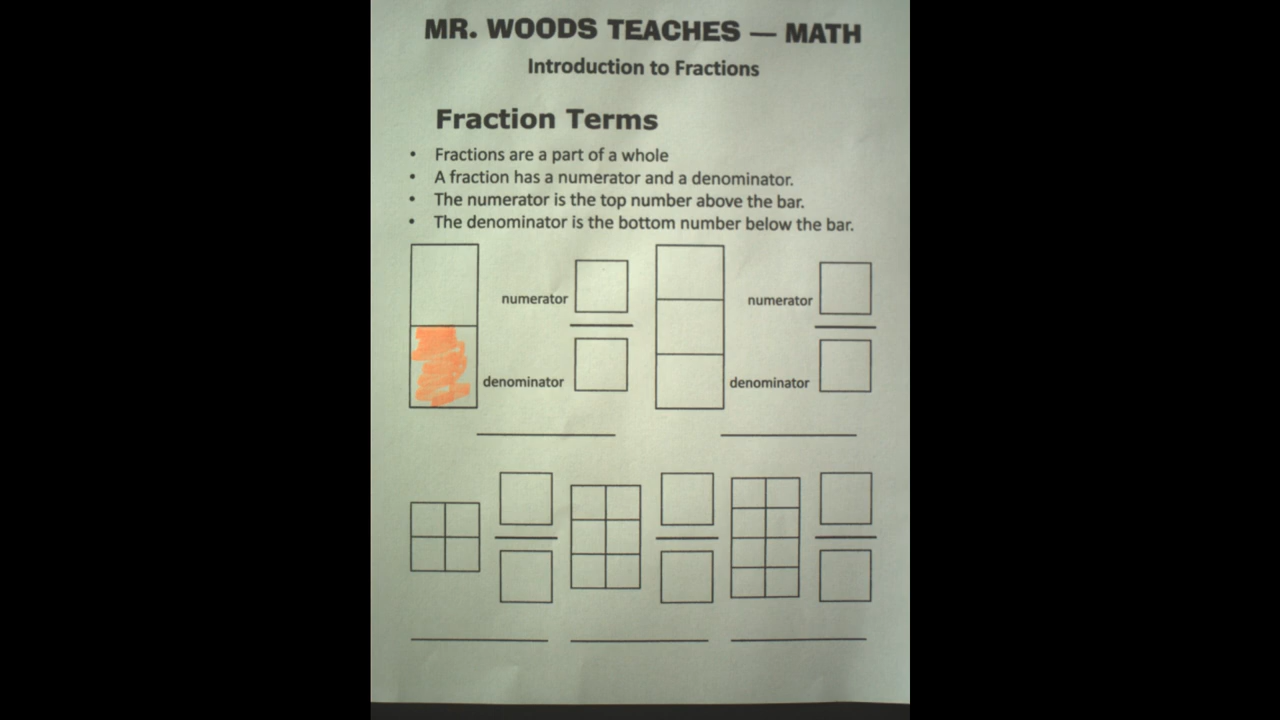 MR. WOODS TEACHES — MATH
Introduction to Fractions
Fraction Terms
• Fractions are a part of a whole
• A fraction has a numerator and a denominator.
• The numerator is the top number above the bar.
• The denominator is the bottom number below the bar.
numerator
denominator
numerator
denominator